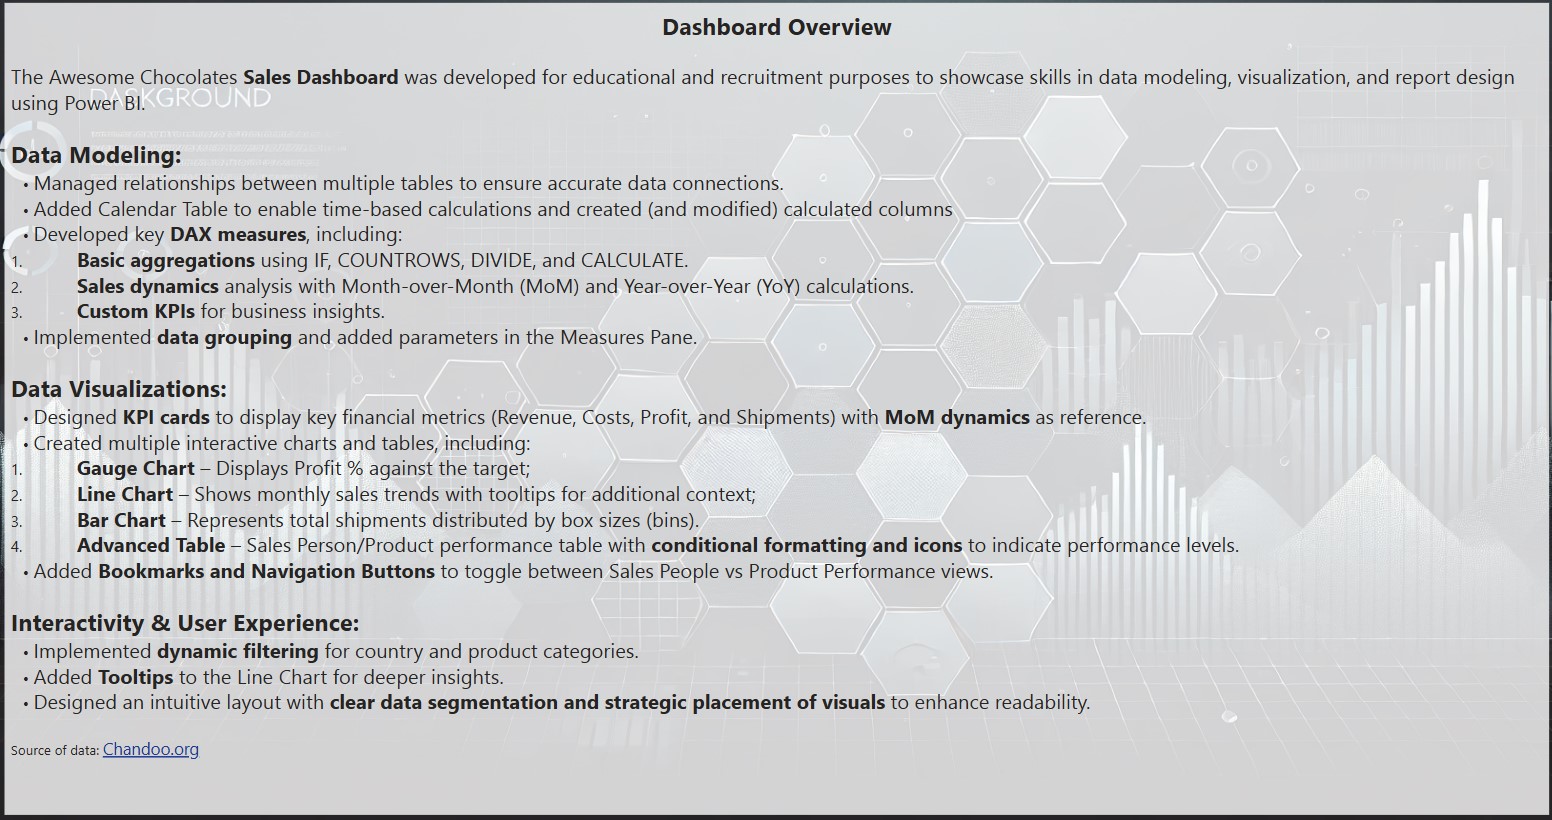 Dashboard Overview
The Awesome Chocolates Sales Dashboard was developed for educational and recruitment purposes to showcase skills in data modeling, visualization, and report design
using Power BI.
DASKGROUND
Data Modeling:
• Managed relationships between multiple tables to ensure accurate data connections.
• Added Calendar Table to enable time-based calculations and created (and modified) calculated columns
• Developed key DAX measures, including:
1. Basic aggregations using IF, COUNTROWS, DIVIDE, and CALCULATE.
2. Sales dynamics analysis with Month-over-Month (MoM) and Year-over-Year (YoY) calculations.
3. Custom KPIs for business insights.
• Implemented data grouping and added parameters in the Measures Pane.
Data Visualizations:
• Designed KPI cards to display key financial metrics (Revenue, Costs, Profit, and Shipments) with MoM dynamics as reference.
• Created multiple interactive charts and tables, including:
1. Gauge Chart – Displays Profit % against the target;
2. Line Chart – Shows monthly sales trends with tooltips for additional context;
3. Bar Chart – Represents total shipments distributed by box sizes (bins).
4. Advanced Table – Sales Person/Product performance table with conditional formatting and icons to indicate performance levels.
• Added Bookmarks and Navigation Buttons to toggle between Sales People vs Product Performance views.
Interactivity & User Experience:
• Implemented dynamic filtering for country and product categories.
• Added Tooltips to the Line Chart for deeper insights.
• Designed an intuitive layout with clear data segmentation and strategic placement of visuals to enhance readability.
Source of data: Chandoo.org